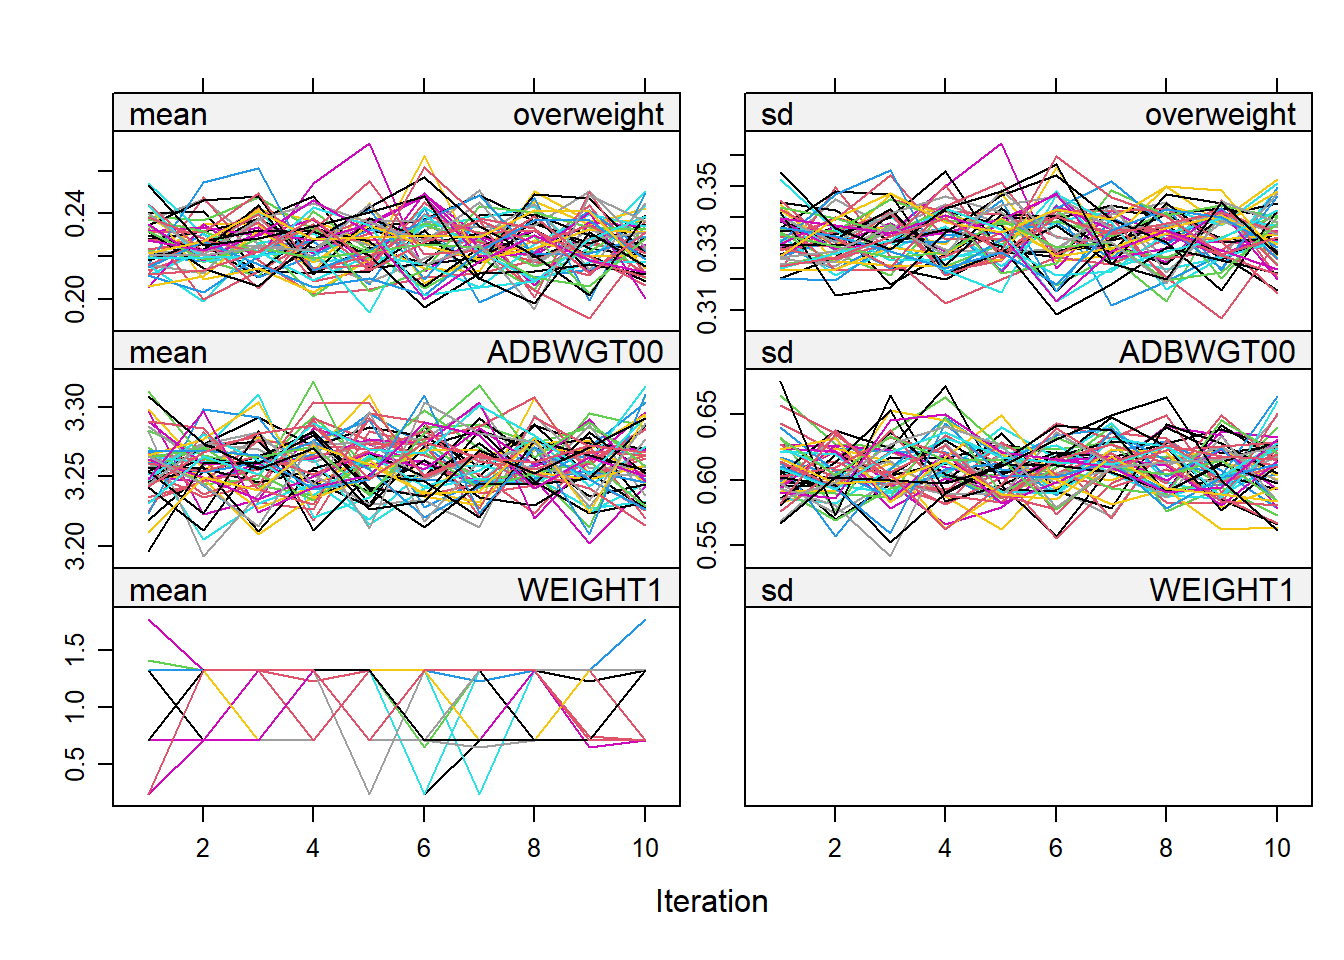 mean overweight
sd overweight
0.24
0.20
0.35
0.33
0.31
mean ADBWGT00
sd ADBWGT00
3.30
3.25
3.20
0.65
0.60
0.55
mean WEIGHT1
sd WEIGHT1
1.5
1.0
0.5
2 4 6 8 10
2 4 6 8 10
Iteration